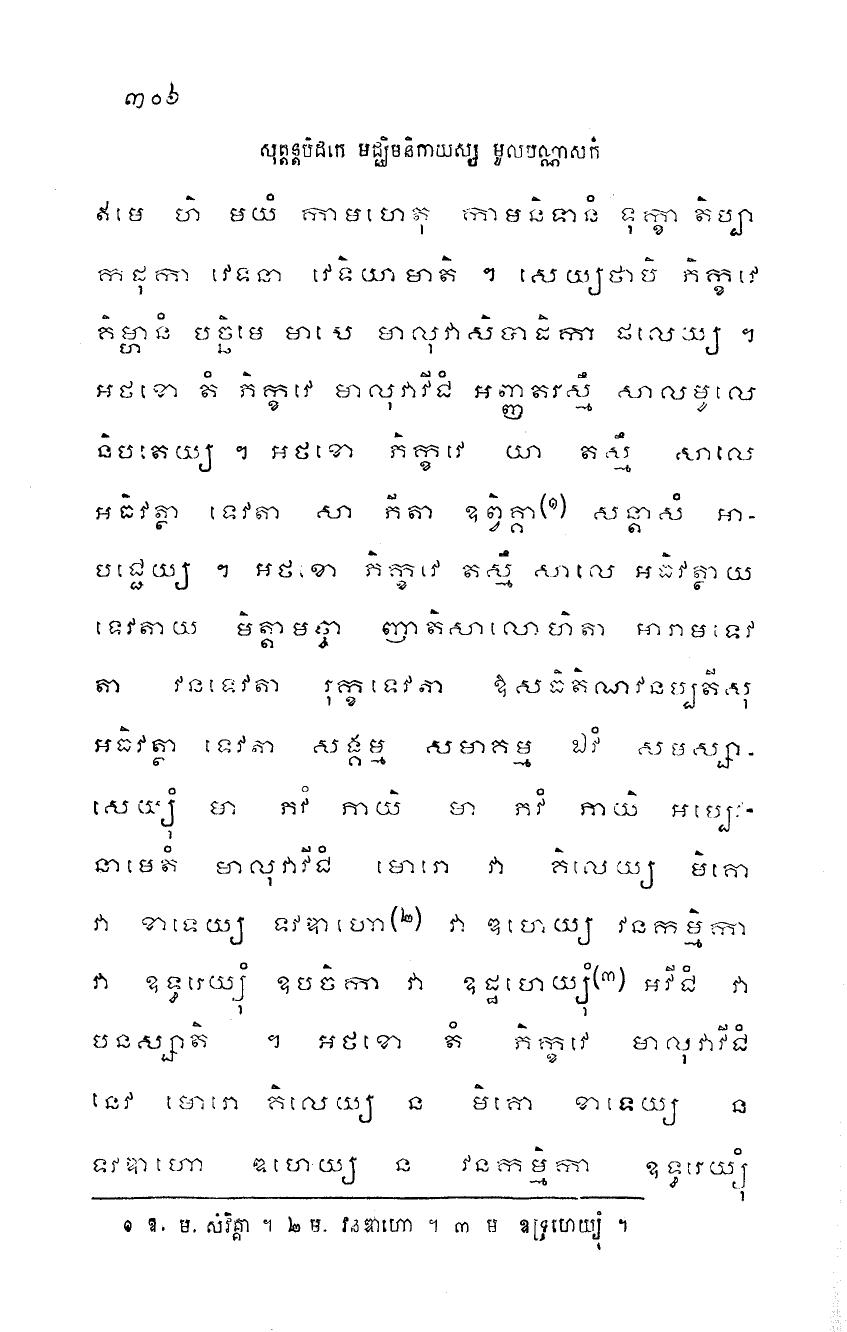 ៣០៦
សុត្តន្តបិដកេ មជ្ឈិមនិកាយស្ស មូលបណ្ណាសកំ
ឥមេ ហិ មយំ កាមហេតុ កាមនិទានំ ទុក្ខា តិប្បា
កដុកា វេទនា វេទិយាមាតិ ។ សេយ្យថាបិ ភិក្ខវេ
គិម្ហានំ បច្ឆិមេ មាសេ មាលុវាសិបាដិកា ផលេយ្យ ។
អថខោ តំ ភិក្ខវេ មាលុវាវីជំ អញ្ញតរស្មឹ សាលមូលេ
និបតេយ្យ ។ អថខោ ភិក្ខវេ យា តស្មឹ សាលេ
អធិវត្ថា ទេវតា សា ភីតា ឧព្វិគ្គា(១) សន្តាសំ អា-
បជ្ជេយ្យ ។ អថខោ ភិក្ខវេ តស្មឹ សាលេ អធិវត្ថាយ
ទេវតាយ មិត្តាមច្ចា ញាតិសាលោហិតា អារាមទេវ
តា វនទេវតា រុក្ខទេវតា ឱសធិតិណវនប្បតីសុ
អធិវត្ថា ទេវតា សង្គម្ម សមាគម្ម ឯវំ សមស្សា-
សេយ្យុំ មា ភវំ ភាយិ មា ភវំ ភាយិ អប្បេវ-
នាមេតំ មាលុវាវីជំ មោរោ វា គិលេយ្យ មិគោ
វា ខាទេយ្យ ទវឌាហោ(២) វា ឌហេយ្យ វនកម្មិកា
វា ឧទ្ធរេយ្យុំ ឧបចិកា វា ឧដ្ឋហេយ្យុំ(៣) អវីជំ វា
បនស្សាតិ ។ អថខោ តំ ភិក្ខវេ មាលុវាវីជំ
នេវ មោរោ គិលេយ្យ ន មិគោ ខាទេយ្យ ន
ទវឌាហោ ឌហេយ្យ ន វនកម្មិកា ឧទ្ធរេយ្យុំ
១ ឱ. ម. សំវិគ្គា ។ ២ ម. វនឌាហោ ។ ៣ ម ឧទ្រហេយ្យុំ ។